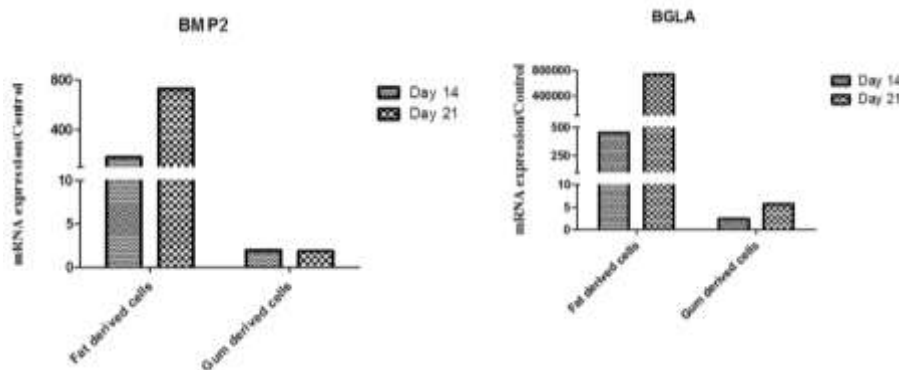 BMP2
mRNA expression/Control
800
400
10
5
0
Day 14
Day 21
Fat derived cells
Gum derived cells
BGLA
mRNA expression/Control
800000
400000
500
250
10
5
0
Day 14
Day 21
Fat derived cells
Gum derived cells